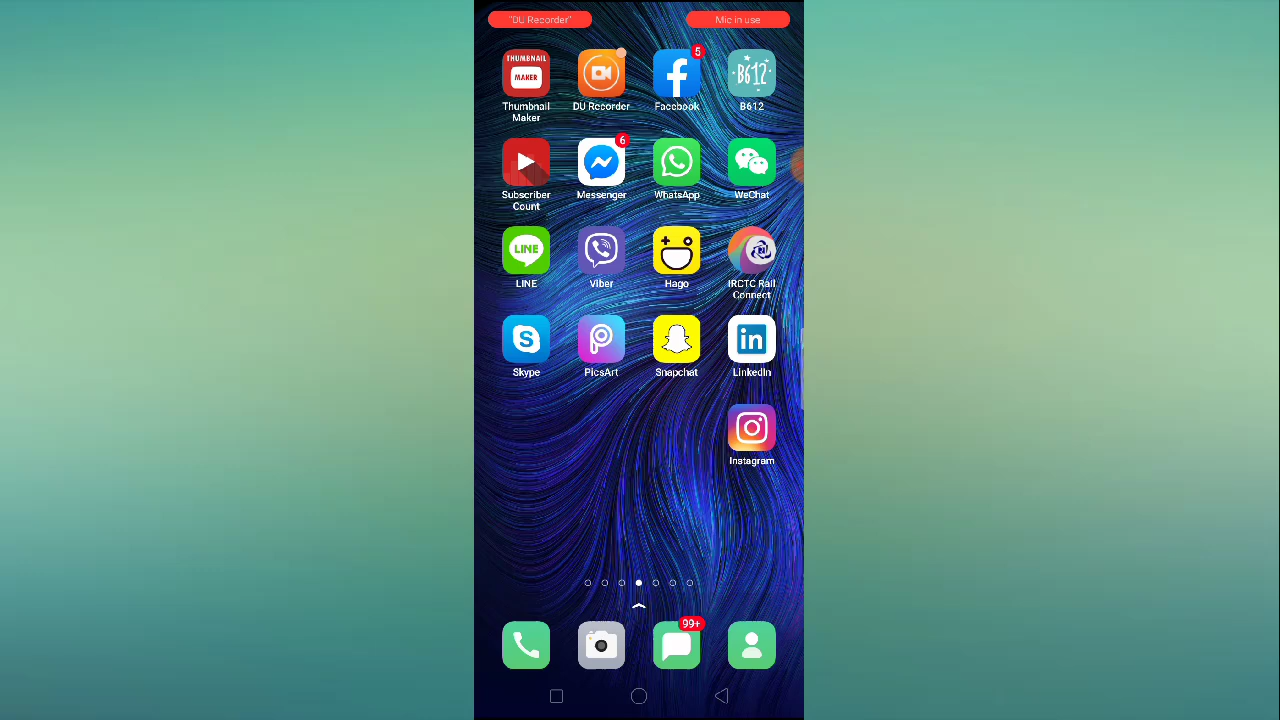 "DU Recorder"
Mic in use
THUMBNAIL
MAKER
5
B612
Thumbnail
Maker
DU Recorder
Facebook
B612
6
Subscriber
Count
Messenger
WhatsApp
WeChat
LINE
LINE
Viber
Hago
IRCTC Rail
Connect
S
in
Skype
PicsArt
Snapchat
LinkedIn
Instagram
99+